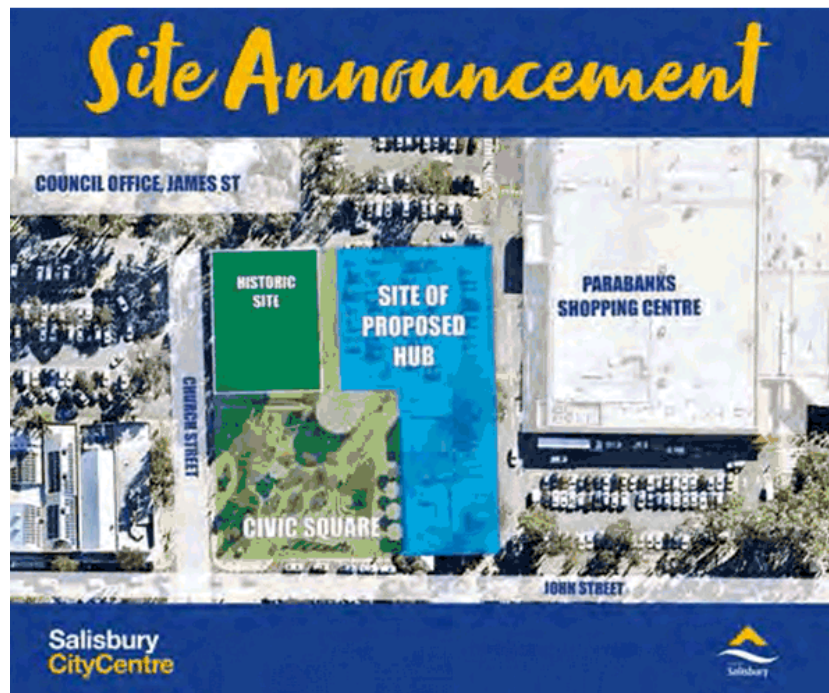 Site Announcement
COUNCIL OFFICE, JAMES ST
HISTORIC
SITE
SITE OF
PROPOSED
HUB
PARABANKS
SHOPPING CENTRE
CHURCH STREET
CIVIC SQUARE
JOHN STREET
Salisbury
CityCentre
Salisbury